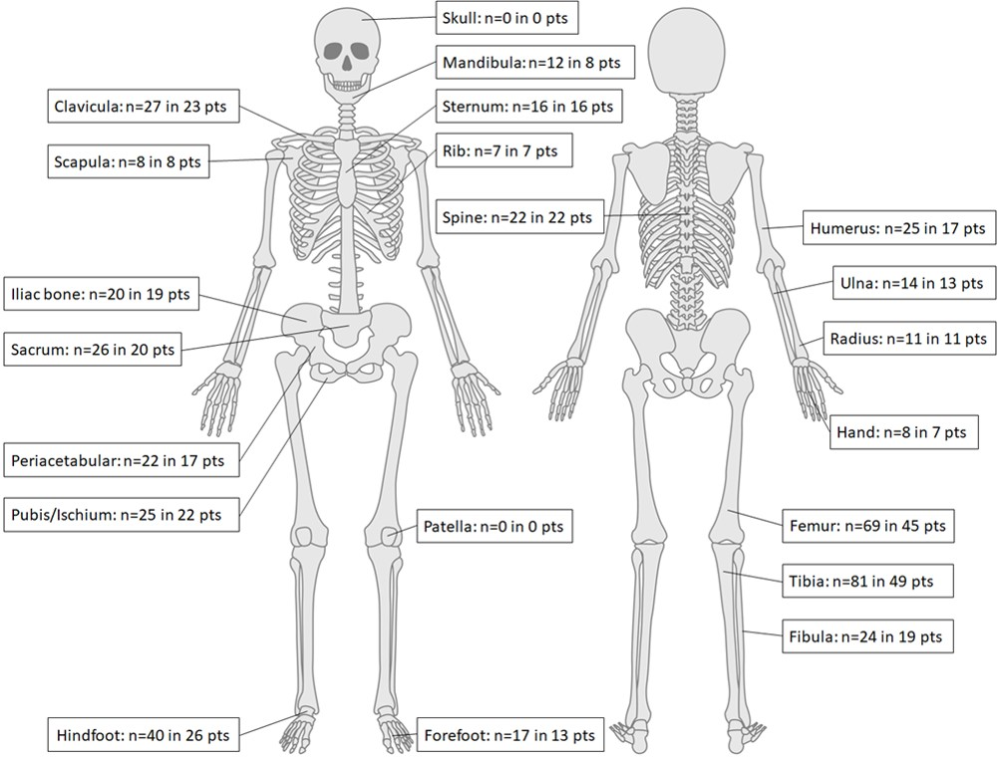 Skull: n=0 in 0 pts
Mandibula: n=12 in 8 pts
Clavicula: n=27 in 23 pts
Sternum: n=16 in 16 pts
Scapula: n=8 in 8 pts
Rib: n=7 in 7 pts
Spine: n=22 in 22 pts
Humerus: n=25 in 17 pts
Ulna: n=14 in 13 pts
Iliac bone: n=20 in 19 pts
Radius: n=11 in 11 pts
Sacrum: n=26 in 20 pts
Hand: n=8 in 7 pts
Periacetabular: n=22 in 17 pts
Pubis/Ischium: n=25 in 22 pts
Patella: n=0 in 0 pts
Femur: n=69 in 45 pts
Tibia: n=81 in 49 pts
Fibula: n=24 in 19 pts
Hindfoot: n=40 in 26 pts
Forefoot: n=17 in 13 pts